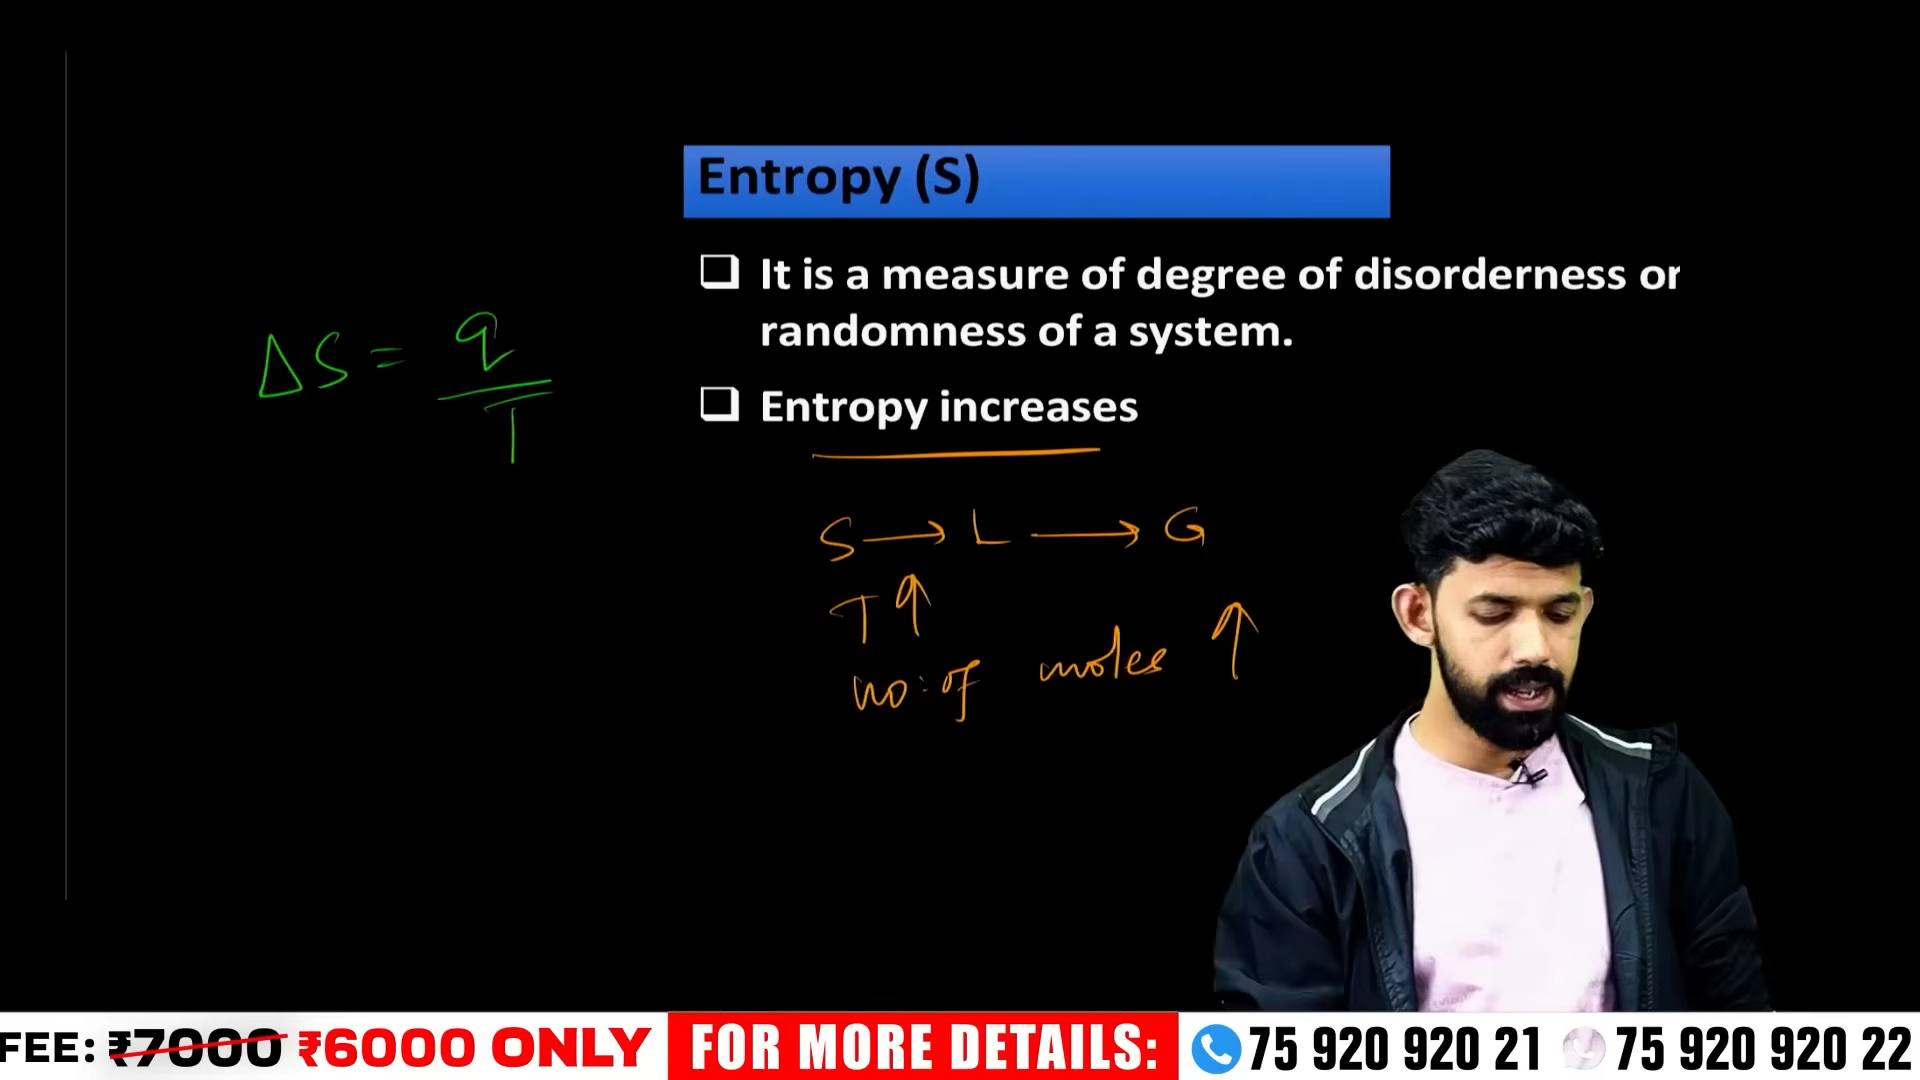 Entropy (S)
❑ It is a measure of degree of disorderness or
randomness of a system.
❑ Entropy increases
ΔS = q
T
S → L → G
T ↑
no: of moles ↑
FEE: ₹7000 ₹6000 ONLY FOR MORE DETAILS: 75 920 920 21 75 920 920 22